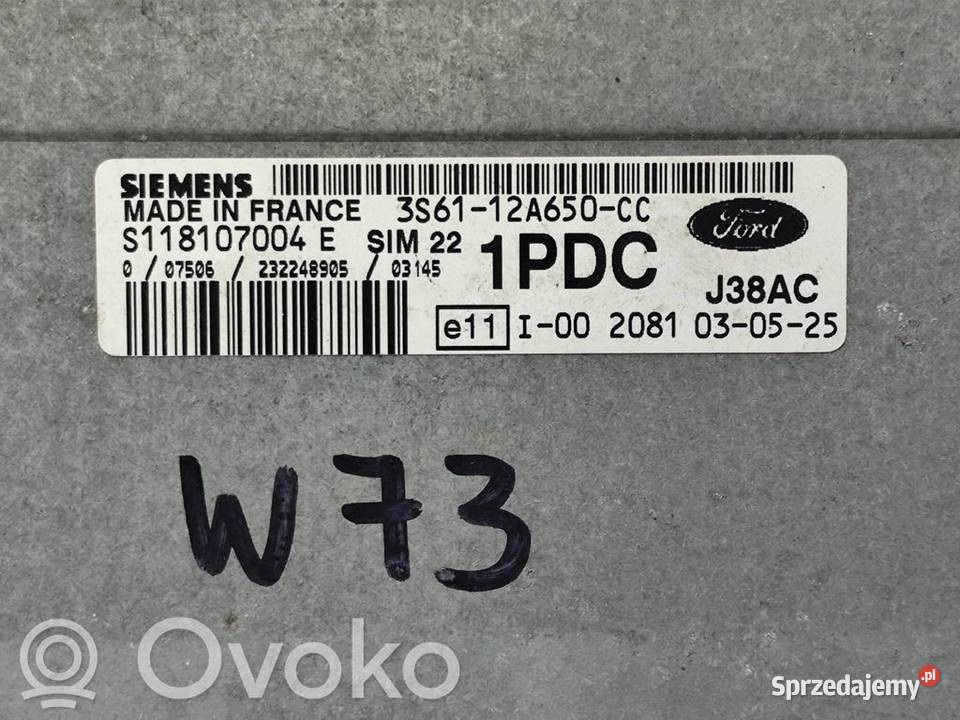 SIEMENS
MADE IN FRANCE 3S61-12A650-CC
Ford
S118107004 E SIM 22
1PDC
0 / 07506 / 232248905 / 03145
J38AC
e11 I-00 2081 03-05-25
W73
Ovoko
Sprzedajemy.pl